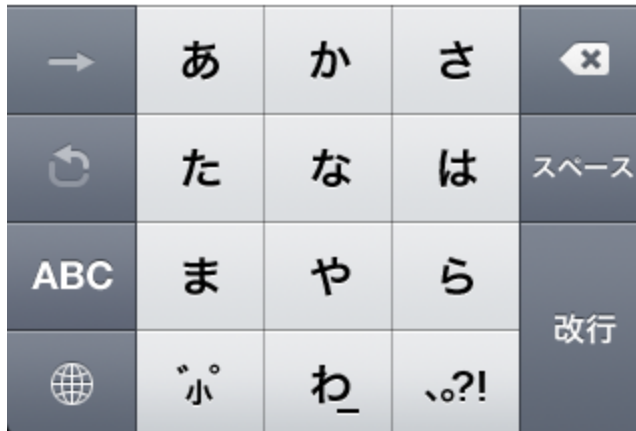 → あ か さ
た な は スペース
ABC ま や ら
改行
゛小゜ わ_ 、。?!